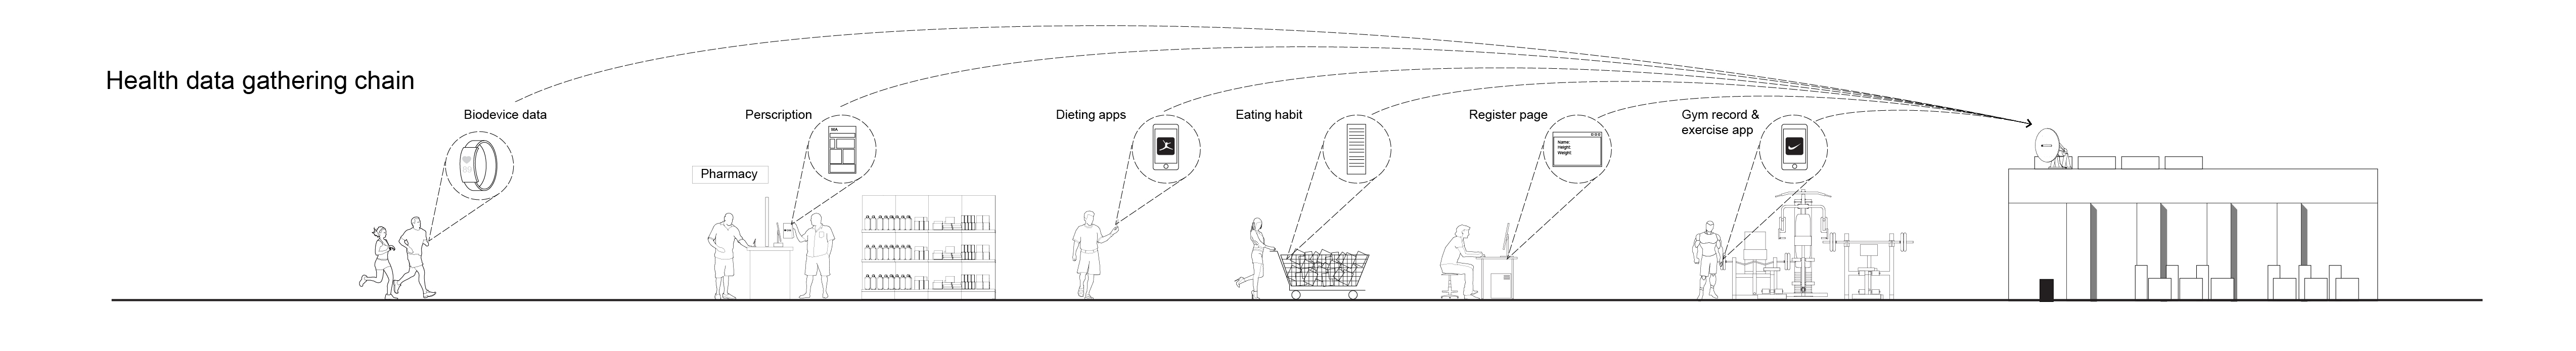 Health data gathering chain
Biodevice data
Perscription
Dieting apps
Eating habit
Register page
Gym record &
exercise app
Pharmacy
Name:
Height:
Weight: